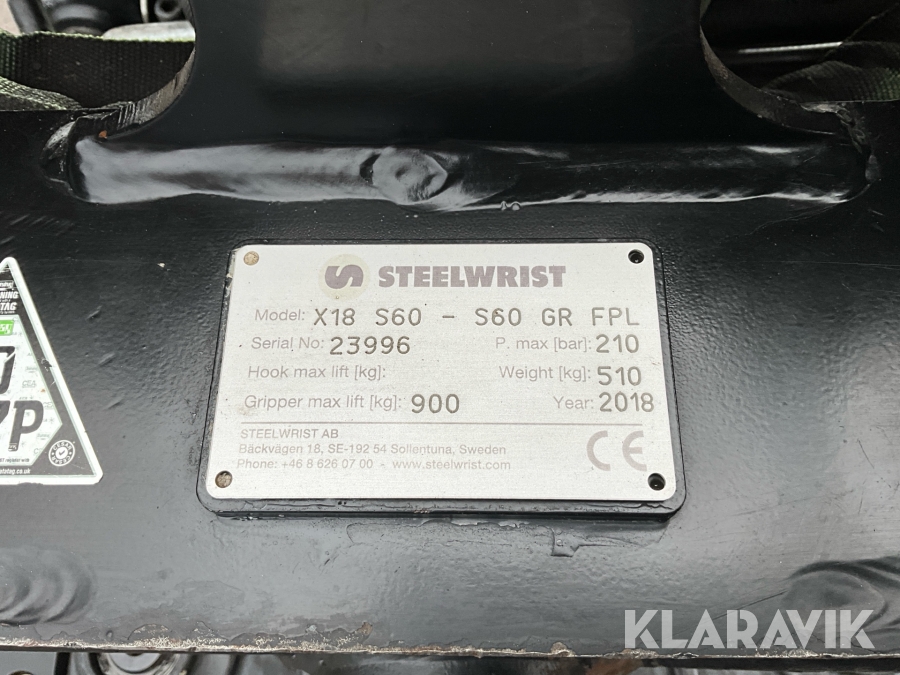 STEELWRIST
Model: X18 S60 - S60 GR FPL
Serial No: 23996 P. max [bar]: 210
Hook max lift [kg]: Weight [kg]: 510
Gripper max lift [kg]: 900 Year: 2018
STEELWRIST AB
Bäckvägen 18, SE-192 54 Sollentuna, Sweden
Phone: +46 8 626 07 00 - www.steelwrist.com
CE
TAG
7P
KLARAVIK